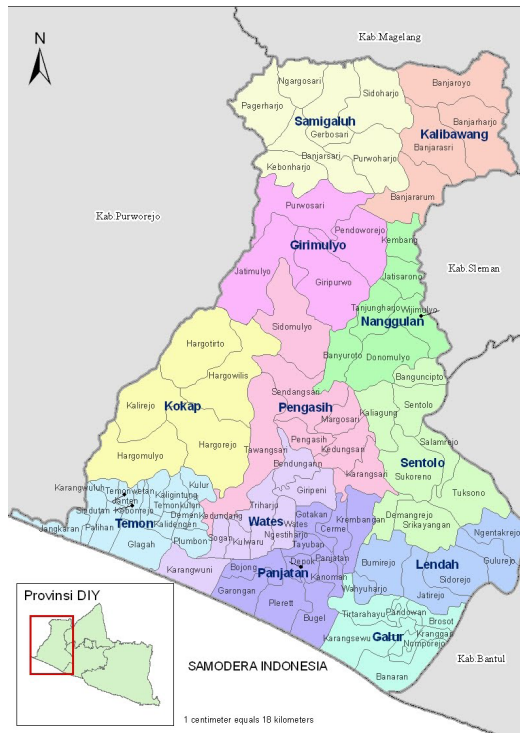 N
Kab.Magelang
Ngargosari
Sidoharjo
Banjaroyo
Pagerharjo
Samigaluh
Gerbosari
Banjarharjo
Kalibawang
Banjarsari
Purwoharjo
Banjarasri
Kebonharjo
Banjararum
Purwosari
Kab.Purworejo
Pendoworejo
Kembang
Girimulyo
Jatimulyo
Giripurwo
Jatisarono
Kab.Sleman
Tanjungharjo
Wijimulyo
Nanggulan
Sidomulyo
Hargotirto
Banyuroto
Donomulyo
Hargowilis
Banguncipto
Sendangsari
Kalirejo
Kokap
Pengasih
Kaliagung
Sentolo
Margosari
Hargorejo
Pengasih
Kedungsari
Salamrejo
Hargomulyo
Tawangsari
Bendungann
Sentolo
Karangsari
Sukoreno
Karangwuluh
Temonwetan
Kulur
Kaligintung
Giripeni
Tuksono
Janten
Temonkulon
Triharjo
Sindutan
Kebonrejo
Demen
Kedundang
Gotakan
Krembangan
Demangrejo
Srikayangan
Jangkaran
Palihan
Temon
Kalidengen
Wates
Wates
Cerme
Ngentakrejo
Glagah
Plumbon
Sogan
Kulwaru
Ngestiharjo
Tayuban
Depok
Panjatan
Lendah
Bumirejo
Gulurejo
Karangwuni
Bojong
Panjatan
Kanoman
Sidorejo
Garongan
Wahyuharjo
Jatirejo
Plerett
Tirtarahayu
Pandowan
Bugel
Brosot
Karangsewu
Galur
Kranggan
Nomporejo
Kab.Bantul
Banaran
Provinsi DIY
SAMODERA INDONESIA
1 centimeter equals 18 kilometers